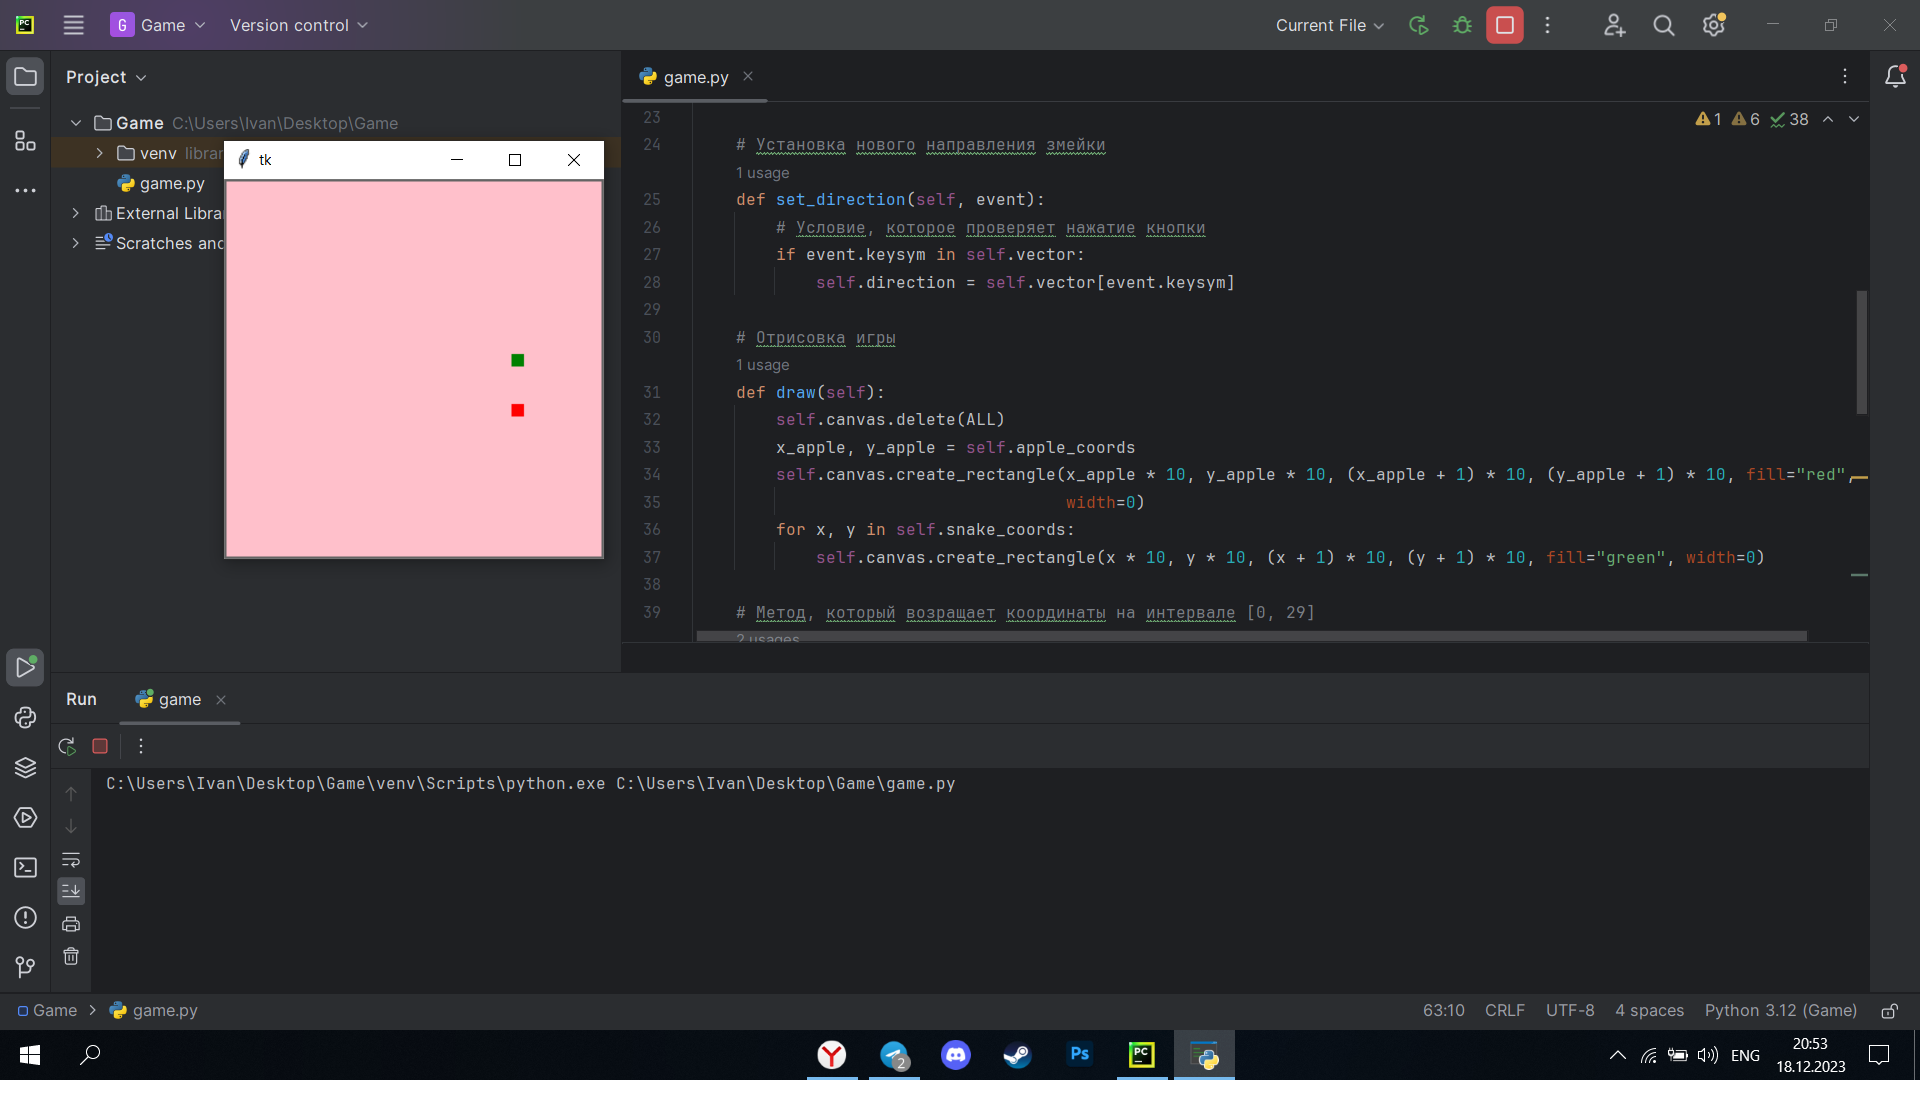 PC
G Game Version control
Current File
Project
game.py
Game C:\Users\Ivan\Desktop\Game
venv
game.py
External
Scratches
tk
1 6 38
23
24 # Установка нового направления змейки
1 usage
25 def set_direction(self, event):
26 # Условие, которое проверяет нажатие кнопки
27 if event.keysym in self.vector:
28 self.direction = self.vector[event.keysym]
29
30 # Отрисовка игры
1 usage
31 def draw(self):
32 self.canvas.delete(ALL)
33 x_apple, y_apple = self.apple_coords
34 self.canvas.create_rectangle(x_apple * 10, y_apple * 10, (x_apple + 1) * 10, (y_apple + 1) * 10, fill="red",
35 width=0)
36 for x, y in self.snake_coords:
37 self.canvas.create_rectangle(x * 10, y * 10, (x + 1) * 10, (y + 1) * 10, fill="green", width=0)
38
39 # Метод, который возращает координаты на интервале [0, 29]
2 usages
Run game
C:\Users\Ivan\Desktop\Game\venv\Scripts\python.exe C:\Users\Ivan\Desktop\Game\game.py
Game > game.py
63:10 CRLF UTF-8 4 spaces Python 3.12 (Game)
2
Ps
PC
ENG
20:53
18.12.2023